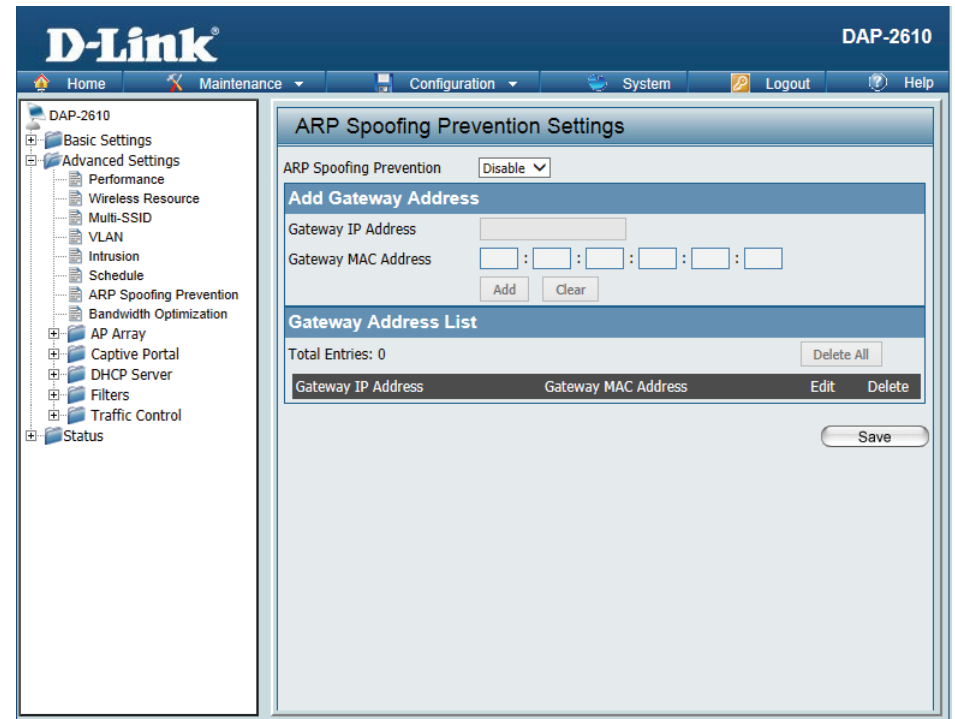 D-Link®
DAP-2610
Home Maintenance Configuration System Logout Help
DAP-2610
Basic Settings
Advanced Settings
Performance
Wireless Resource
Multi-SSID
VLAN
Intrusion
Schedule
ARP Spoofing Prevention
Bandwidth Optimization
AP Array
Captive Portal
DHCP Server
Filters
Traffic Control
Status
ARP Spoofing Prevention Settings
ARP Spoofing Prevention Disable
Add Gateway Address
Gateway IP Address
Gateway MAC Address : : : : :
Add Clear
Gateway Address List
Total Entries: 0 Delete All
Gateway IP Address Gateway MAC Address Edit Delete
Save